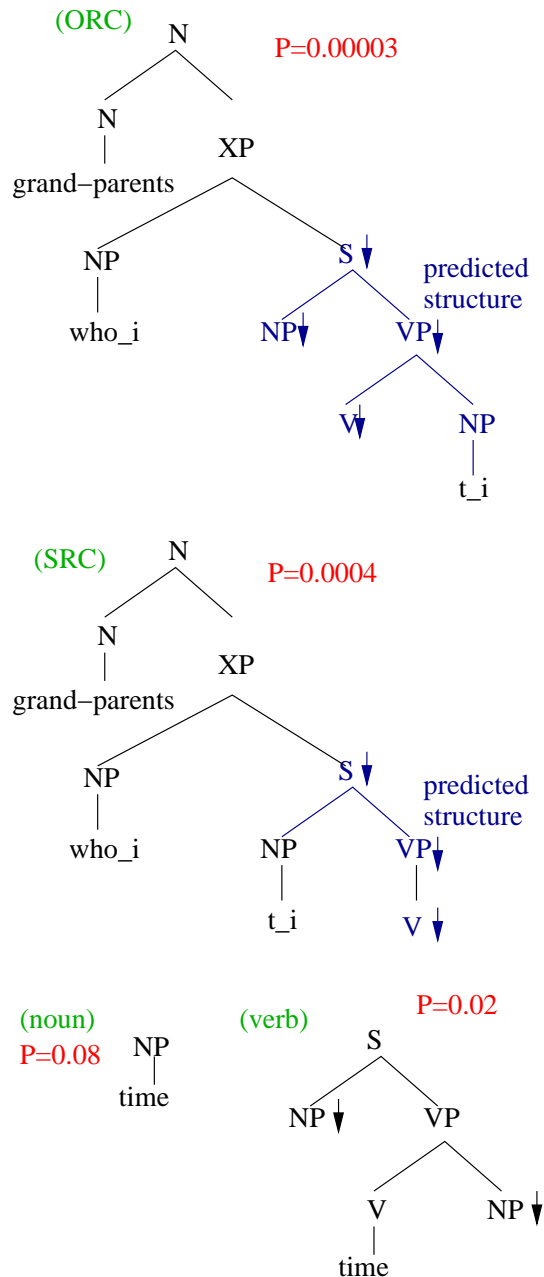 (ORC) N P=0.00003
N
XP
grand−parents
NP S predicted
structure
who_i NP VP
V NP
t_i
(SRC) N P=0.0004
N
XP
grand−parents
NP S predicted
structure
who_i NP VP
t_i V
P=0.02
(noun) (verb)
P=0.08 NP S
time
NP VP
V NP
time